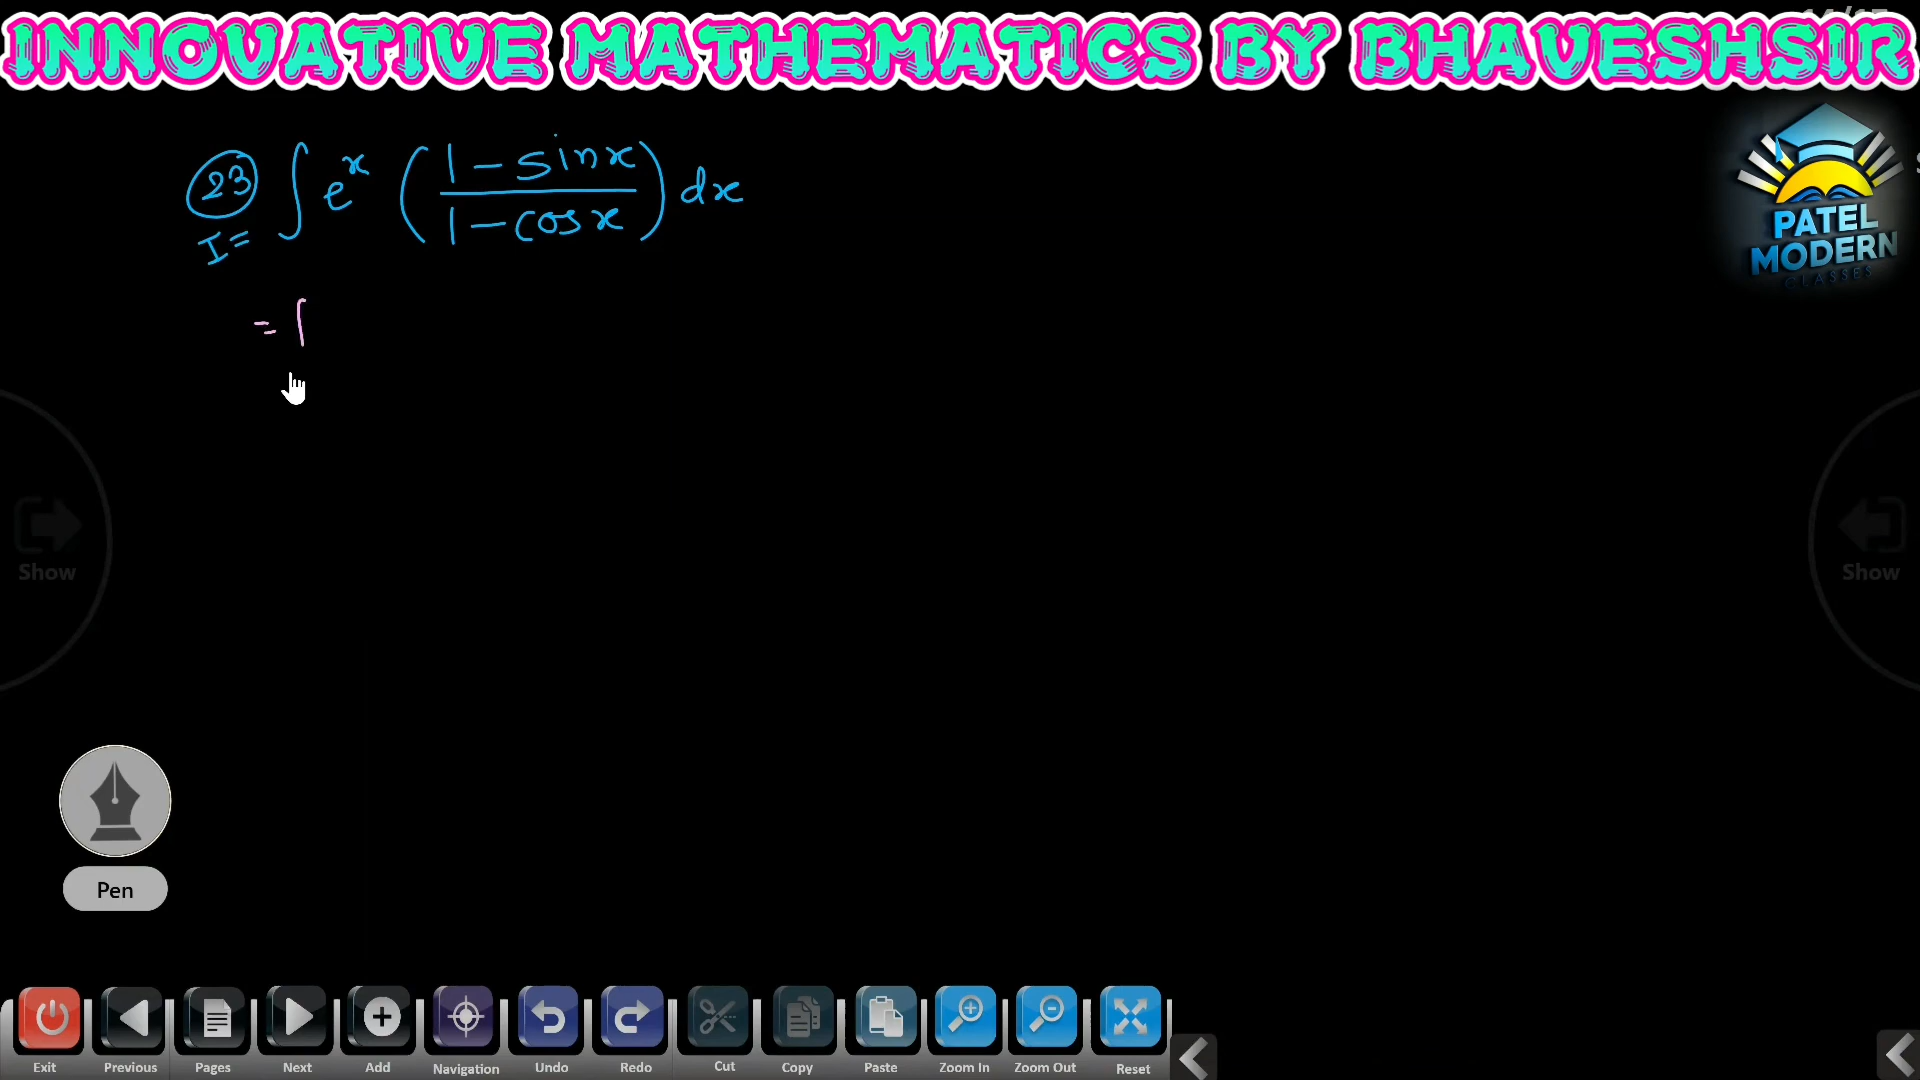 INNOVATIVE MATHEMATICS BY BHAVESHSIR
23 ∫ e^x ( (1 - sin x) / (1 - cos x) ) dx
I =
= ∫
PATEL
MODERN
CLASSES
Show
Show
Pen
Exit Previous Pages Next Add Navigation Undo Redo Cut Copy Paste Zoom In Zoom Out Reset